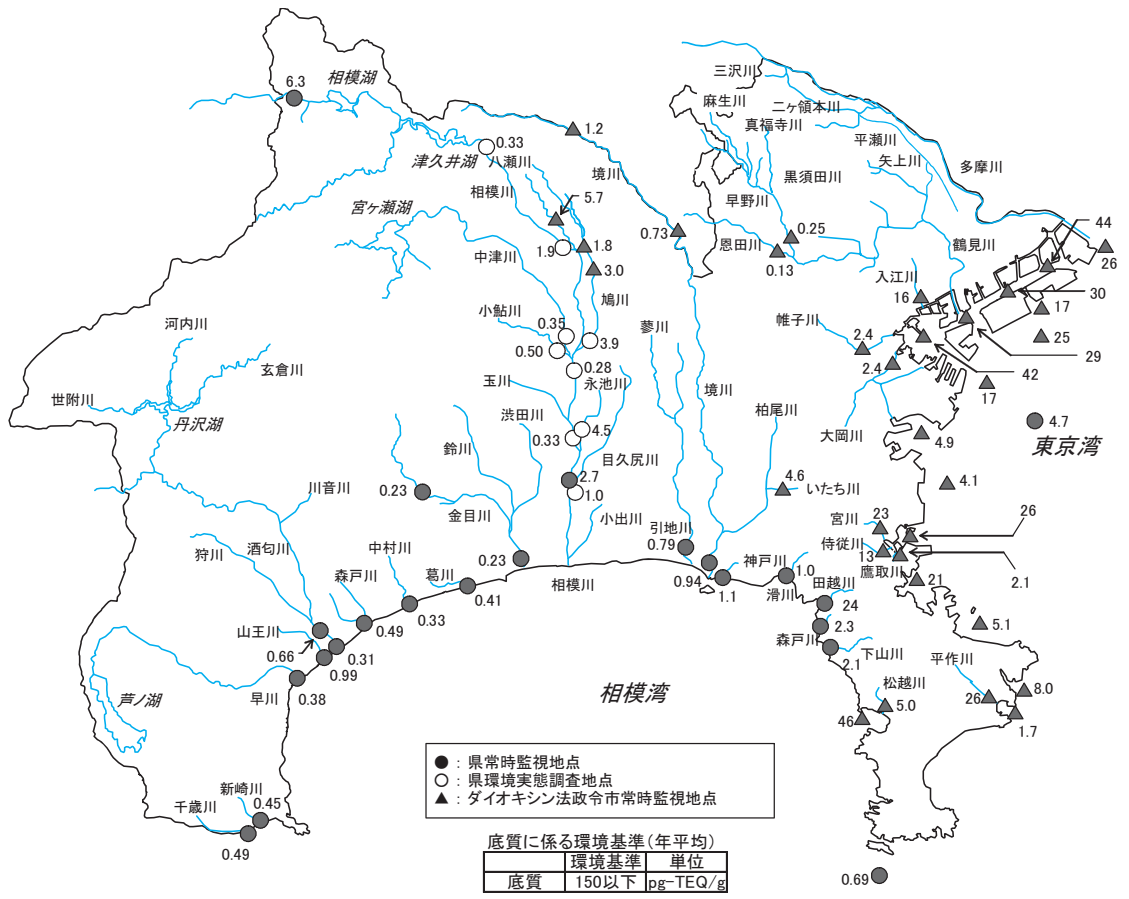 三沢川
相模湖
6.3
二ヶ領本川
麻生川
真福寺川
1.2
平瀬川
0.33
津久井湖
八瀬川
矢上川
多摩川
境川
黒須田川
相模川
早野川
5.7
宮ヶ瀬湖
44
0.73
0.25
恩田川
鶴見川
1.9
1.8
中津川
26
0.13
3.0
入江川
30
16
鳩川
小鮎川
17
河内川
帷子川
蓼川
0.35
2.4
25
3.9
0.50
29
玄倉川
2.4
0.28
42
玉川
永池川
17
境川
世附川
柏尾川
渋田川
丹沢湖
4.7
4.5
大岡川
0.33
4.9
東京湾
鈴川
目久尻川
2.7
4.6
いたち川
4.1
川音川
0.23
1.0
金目川
宮川
23
26
小出川
酒匂川
引地川
侍従川
狩川
中村川
0.79
13
2.1
森戸川
0.23
神戸川
鷹取川
葛川
1.0
21
相模川
0.94
1.1
滑川
田越川
0.41
24
0.33
5.1
0.49
山王川
2.3
森戸川
0.66
0.31
下山川
平作川
2.1
0.99
早川
0.38
相模湾
松越川
芦ノ湖
8.0
26
5.0
46
1.7
● : 県常時監視地点
○ : 県環境実態調査地点
▲ : ダイオキシン法政令市常時監視地点
新崎川
0.45
千歳川
0.49
底質に係る環境基準(年平均)
環境基準 単位
底質 150以下 pg-TEQ/g
0.69